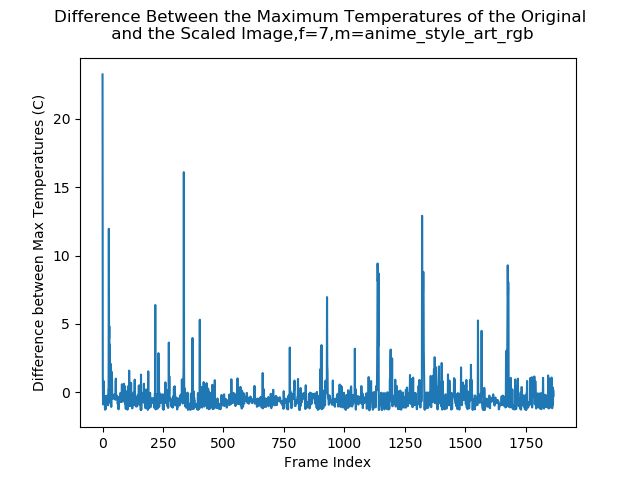 Difference Between the Maximum Temperatures of the Original
and the Scaled Image,f=7,m=anime_style_art_rgb
Difference between Max Temperatures (C)
20
15
10
5
0
0 250 500 750 1000 1250 1500 1750
Frame Index